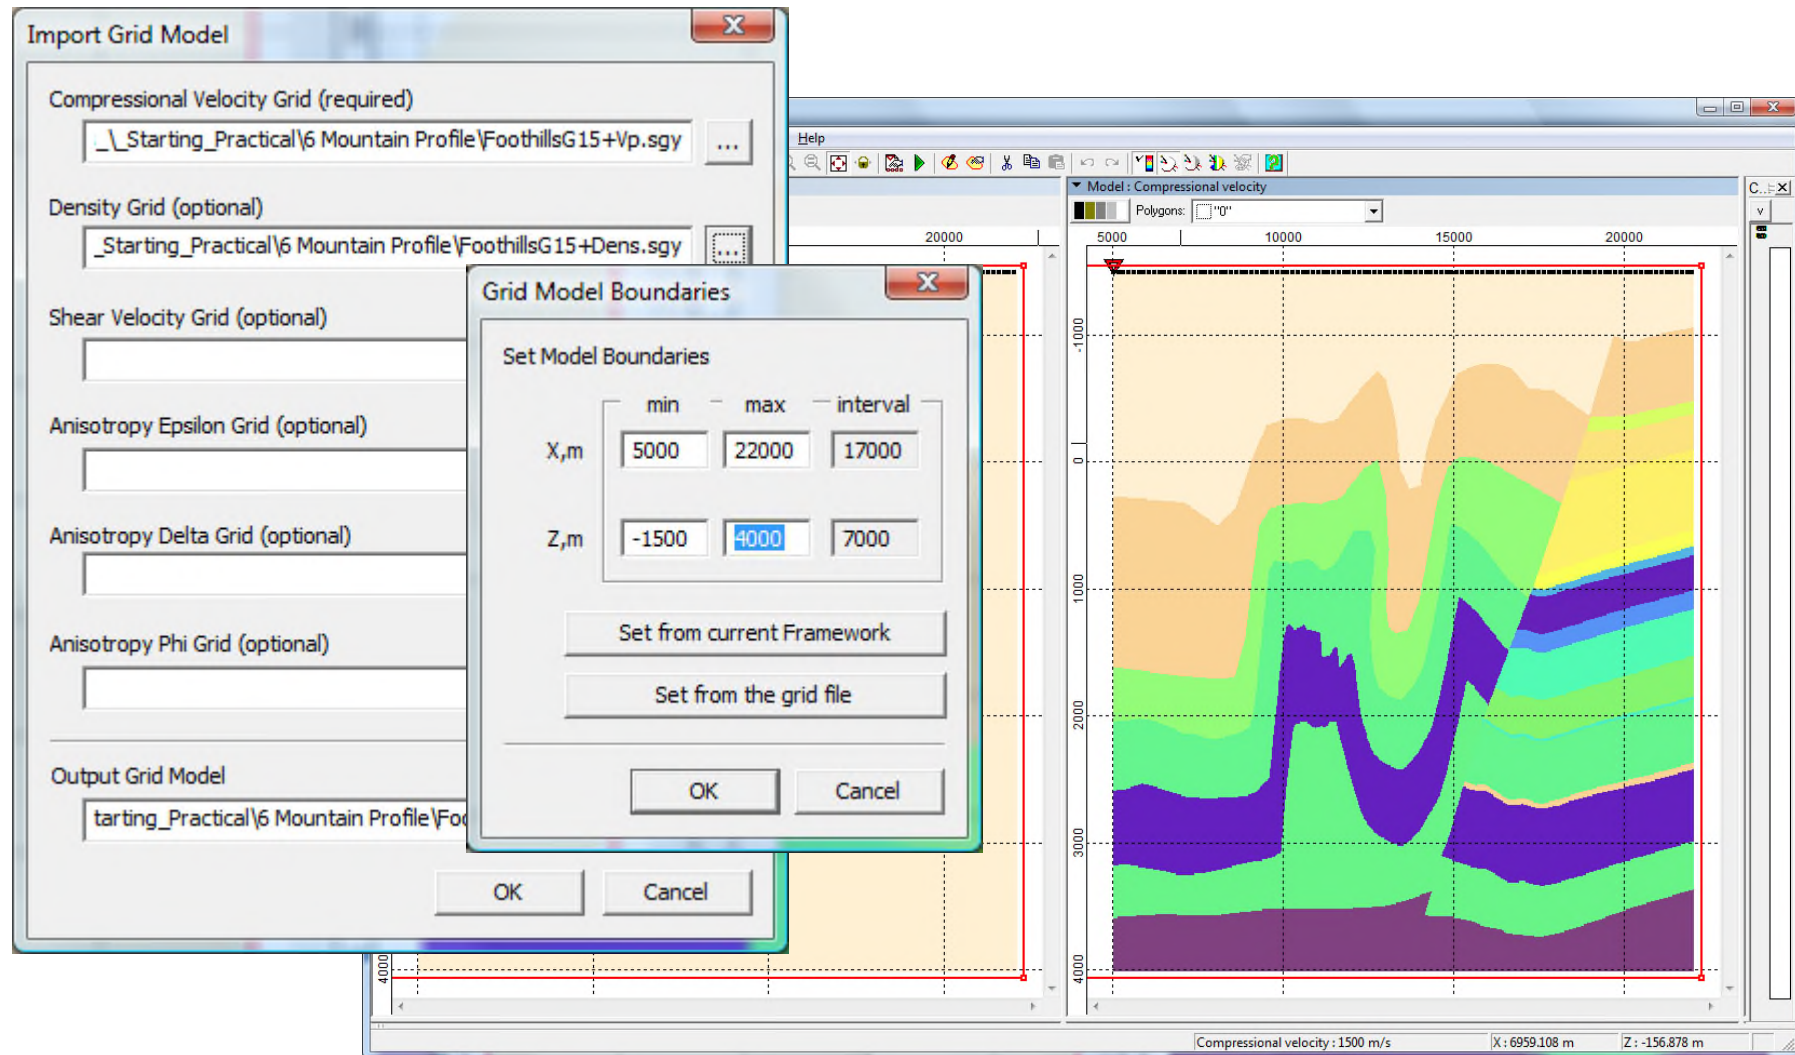 Import Grid Model
Compressional Velocity Grid (required)
_\_Starting_Practical\6 Mountain Profile\FoothillsG15+Vp.sgy ...
Density Grid (optional)
_Starting_Practical\6 Mountain Profile\FoothillsG15+Dens.sgy ...
Shear Velocity Grid (optional)
Anisotropy Epsilon Grid (optional)
Anisotropy Delta Grid (optional)
Anisotropy Phi Grid (optional)
Output Grid Model
tarting_Practical\6 Mountain Profile\Foo
OK Cancel
Grid Model Boundaries
Set Model Boundaries
min max interval
X,m 5000 22000 17000
Z,m -1500 4000 7000
Set from current Framework
Set from the grid file
OK Cancel
Help
20000
4000
Model : Compressional velocity
Polygons: "0"
5000 10000 15000 20000
-1000
0
1000
2000
3000
4000
C..
v
Compressional velocity : 1500 m/s X : 6959.108 m Z : -156.878 m